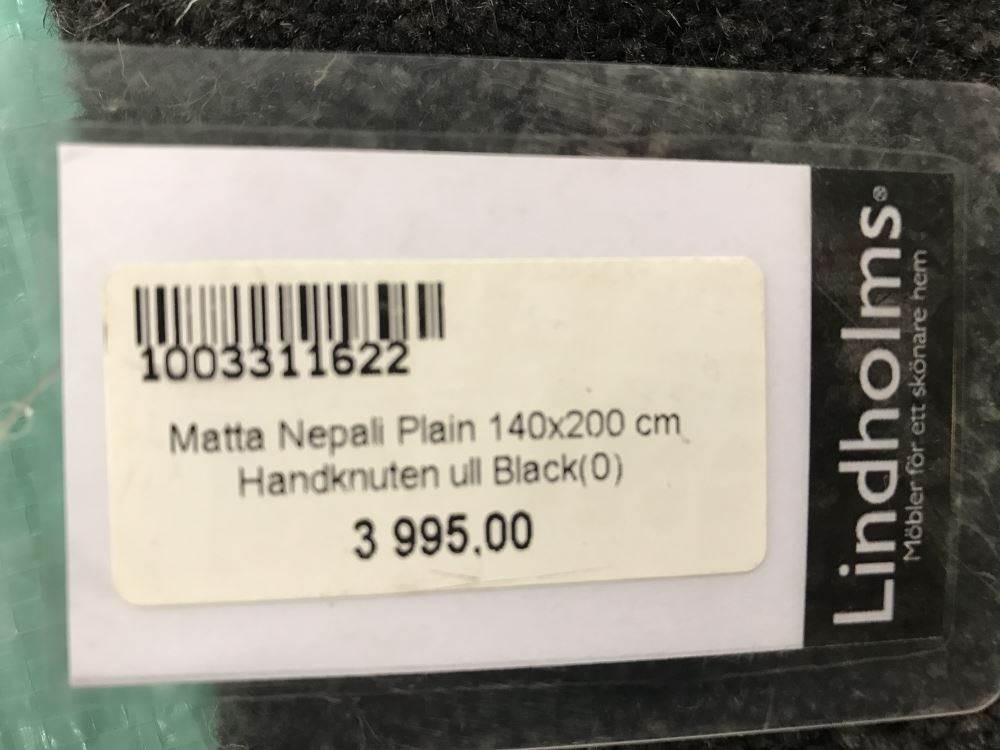 1003311622
Matta Nepali Plain 140x200 cm
Handknuten ull Black(0)
3 995.00
Lindholms®
Möbler för ett skönare hem